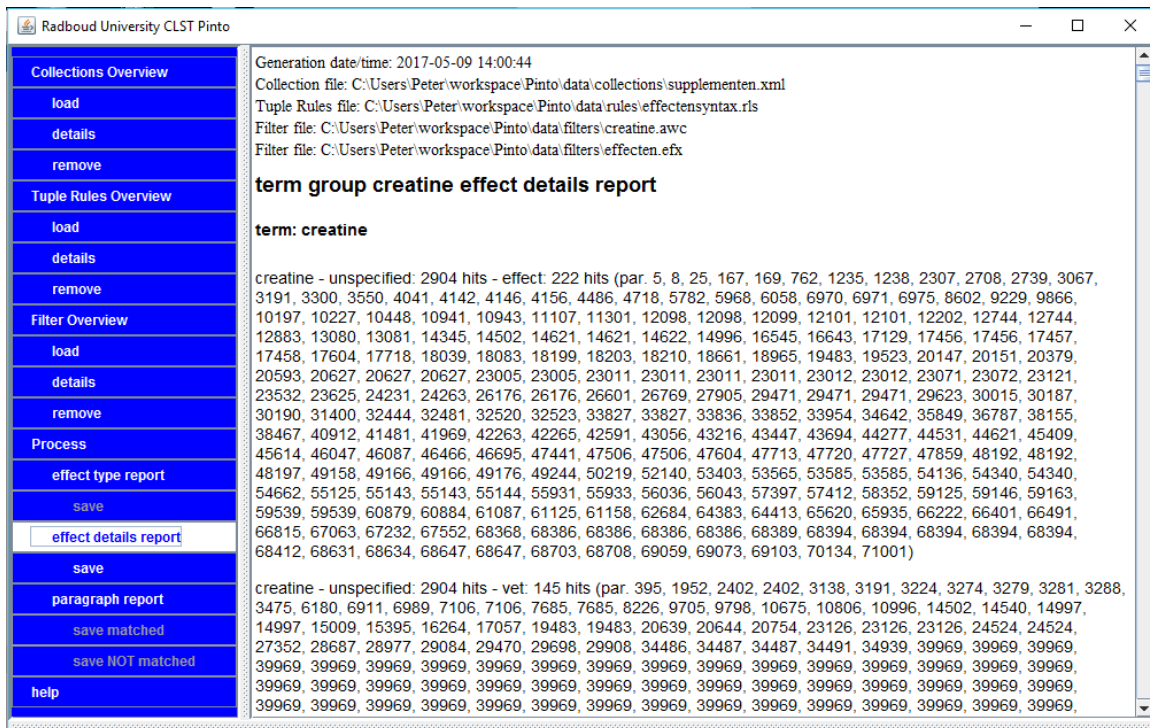 Radboud University CLST Pinto
Collections Overview
load
details
remove
Tuple Rules Overview
load
details
remove
Filter Overview
load
details
remove
Process
effect type report
save
effect details report
save
paragraph report
save matched
save NOT matched
help
Generation date/time: 2017-05-09 14:00:44
Collection file: C:\Users\Peter\workspace\Pinto\data\collections\supplementen.xml
Tuple Rules file: C:\Users\Peter\workspace\Pinto\data\rules\effectensyntax.rls
Filter file: C:\Users\Peter\workspace\Pinto\data\filters\creatine.awc
Filter file: C:\Users\Peter\workspace\Pinto\data\filters\effecten.efx
term group creatine effect details report
term: creatine
creatine - unspecified: 2904 hits - effect: 222 hits (par. 5, 8, 25, 167, 169, 762, 1235, 1238, 2307, 2708, 2739, 3067,
3191, 3300, 3550, 4041, 4142, 4146, 4156, 4486, 4718, 5782, 5968, 6058, 6970, 6971, 6975, 8602, 9229, 9866,
10197, 10227, 10448, 10941, 10943, 11107, 11301, 12098, 12098, 12099, 12101, 12101, 12202, 12744, 12744,
12883, 13080, 13081, 14345, 14502, 14621, 14621, 14622, 14996, 16545, 16643, 17129, 17456, 17456, 17457,
17458, 17604, 17718, 18039, 18083, 18199, 18203, 18210, 18661, 18965, 19483, 19523, 20147, 20151, 20379,
20593, 20627, 20627, 20627, 23005, 23005, 23011, 23011, 23011, 23011, 23012, 23012, 23071, 23072, 23121,
23532, 23625, 24231, 24263, 26176, 26176, 26601, 26769, 27905, 29471, 29471, 29471, 29623, 30015, 30187,
30190, 31400, 32444, 32481, 32520, 32523, 33827, 33827, 33836, 33852, 33954, 34642, 35849, 36787, 38155,
38467, 40912, 41481, 41969, 42263, 42265, 42591, 43056, 43216, 43447, 43694, 44277, 44531, 44621, 45409,
45614, 46047, 46087, 46466, 46695, 47441, 47506, 47506, 47604, 47713, 47720, 47727, 47859, 48192, 48192,
48197, 49158, 49166, 49166, 49176, 49244, 50219, 52140, 53403, 53565, 53585, 53585, 54136, 54340, 54340,
54662, 55125, 55143, 55143, 55144, 55931, 55933, 56036, 56043, 57397, 57412, 58352, 59125, 59146, 59163,
59539, 59539, 60879, 60884, 61087, 61125, 61158, 62684, 64383, 64413, 65620, 65935, 66222, 66401, 66491,
66815, 67063, 67232, 67552, 68368, 68386, 68386, 68386, 68386, 68386, 68389, 68394, 68394, 68394, 68394, 68394,
68412, 68631, 68634, 68647, 68647, 68703, 68708, 69059, 69073, 69103, 70134, 71001)
creatine - unspecified: 2904 hits - vet: 145 hits (par. 395, 1952, 2402, 2402, 3138, 3191, 3224, 3274, 3279, 3281, 3288,
3475, 6180, 6911, 6989, 7106, 7106, 7685, 7685, 8226, 9705, 9798, 10675, 10806, 10996, 14502, 14540, 14997,
14997, 15009, 15395, 16264, 17057, 19483, 19483, 20639, 20644, 20754, 23126, 23126, 23126, 24524, 24524,
27352, 28687, 28977, 29084, 29470, 29698, 29908, 34486, 34487, 34487, 34491, 34939, 39969, 39969, 39969,
39969, 39969, 39969, 39969, 39969, 39969, 39969, 39969, 39969, 39969, 39969, 39969, 39969, 39969, 39969,
39969, 39969, 39969, 39969, 39969, 39969, 39969, 39969, 39969, 39969, 39969, 39969, 39969, 39969, 39969,
39969, 39969, 39969, 39969, 39969, 39969, 39969, 39969, 39969, 39969, 39969, 39969, 39969, 39969, 39969,